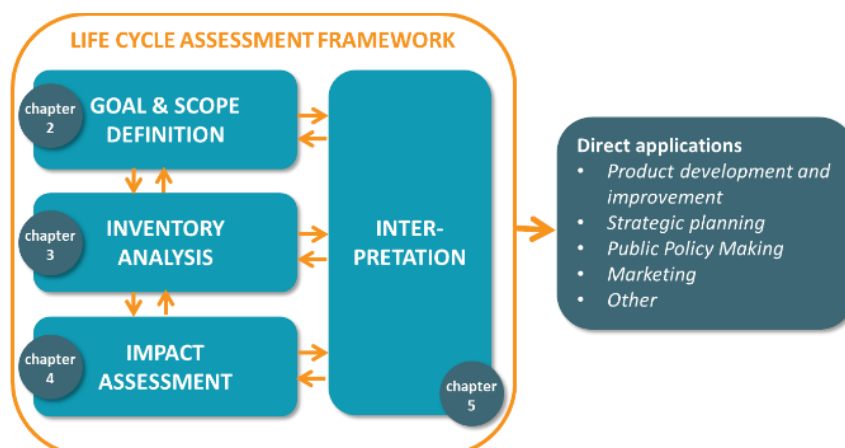 LIFE CYCLE ASSESSMENT FRAMEWORK
chapter
2
GOAL & SCOPE
DEFINITION
chapter
3
INVENTORY
ANALYSIS
chapter
4
IMPACT
ASSESSMENT
INTER-
PRETATION
chapter
5
Direct applications
• Product development and
improvement
• Strategic planning
• Public Policy Making
• Marketing
• Other